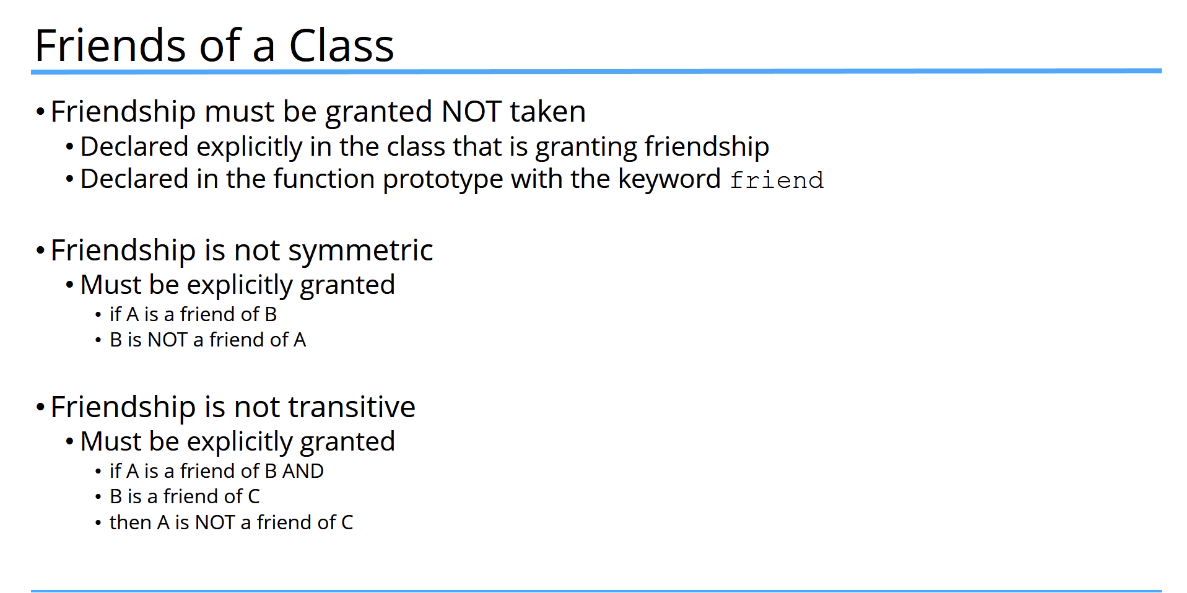 Friends of a Class
• Friendship must be granted NOT taken
• Declared explicitly in the class that is granting friendship
• Declared in the function prototype with the keyword friend
• Friendship is not symmetric
• Must be explicitly granted
• if A is a friend of B
• B is NOT a friend of A
• Friendship is not transitive
• Must be explicitly granted
• if A is a friend of B AND
• B is a friend of C
• then A is NOT a friend of C